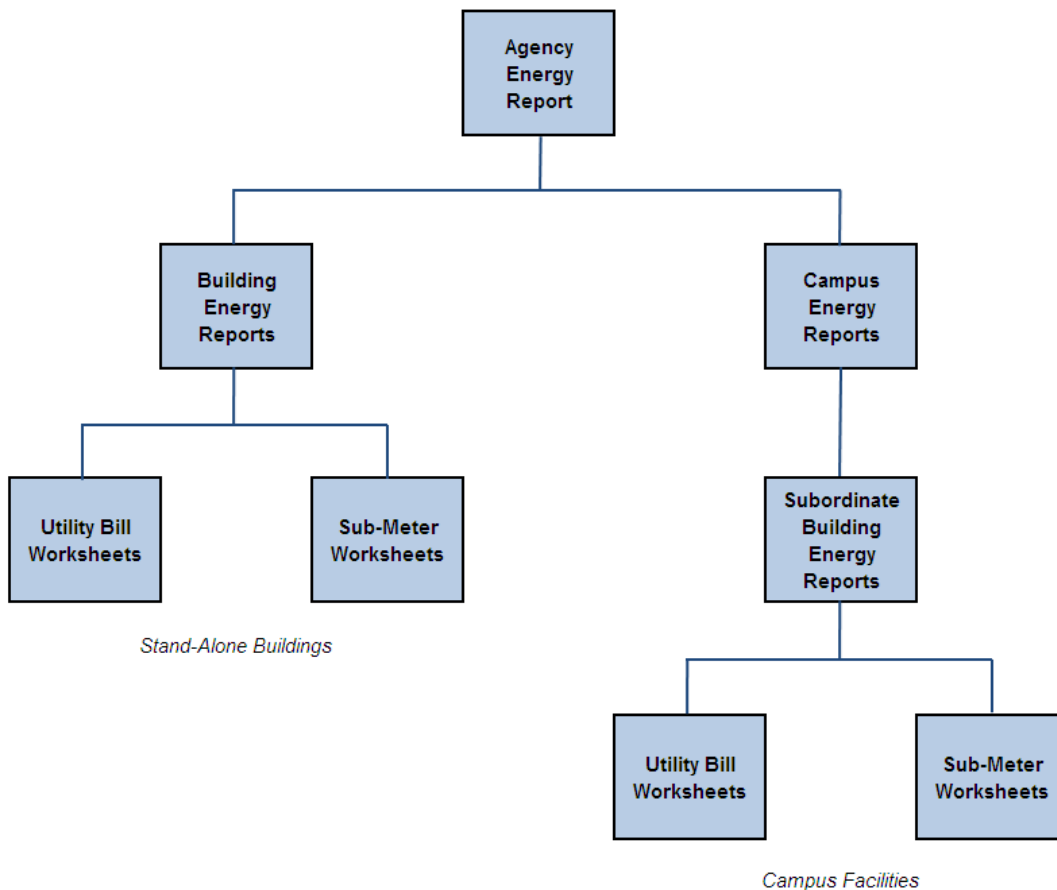 Agency
Energy
Report
Building
Energy
Reports
Campus
Energy
Reports
Utility Bill
Worksheets
Sub-Meter
Worksheets
Subordinate
Building
Energy
Reports
Stand-Alone Buildings
Utility Bill
Worksheets
Sub-Meter
Worksheets
Campus Facilities